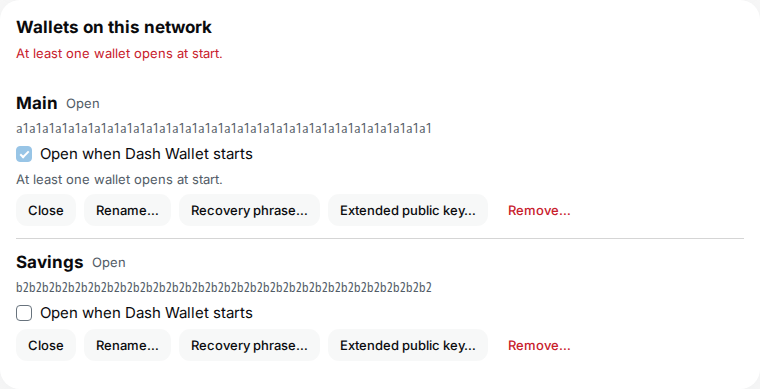 Wallets on this network
At least one wallet opens at start.
Main Open
a1a1a1a1a1a1a1a1a1a1a1a1a1a1a1a1a1a1a1a1a1a1a1a1a1a1a1a1a1a1a1a1
Open when Dash Wallet starts
At least one wallet opens at start.
Close Rename... Recovery phrase... Extended public key... Remove...
Savings Open
b2b2b2b2b2b2b2b2b2b2b2b2b2b2b2b2b2b2b2b2b2b2b2b2b2b2b2b2b2b2b2b2
Open when Dash Wallet starts
Close Rename... Recovery phrase... Extended public key... Remove...